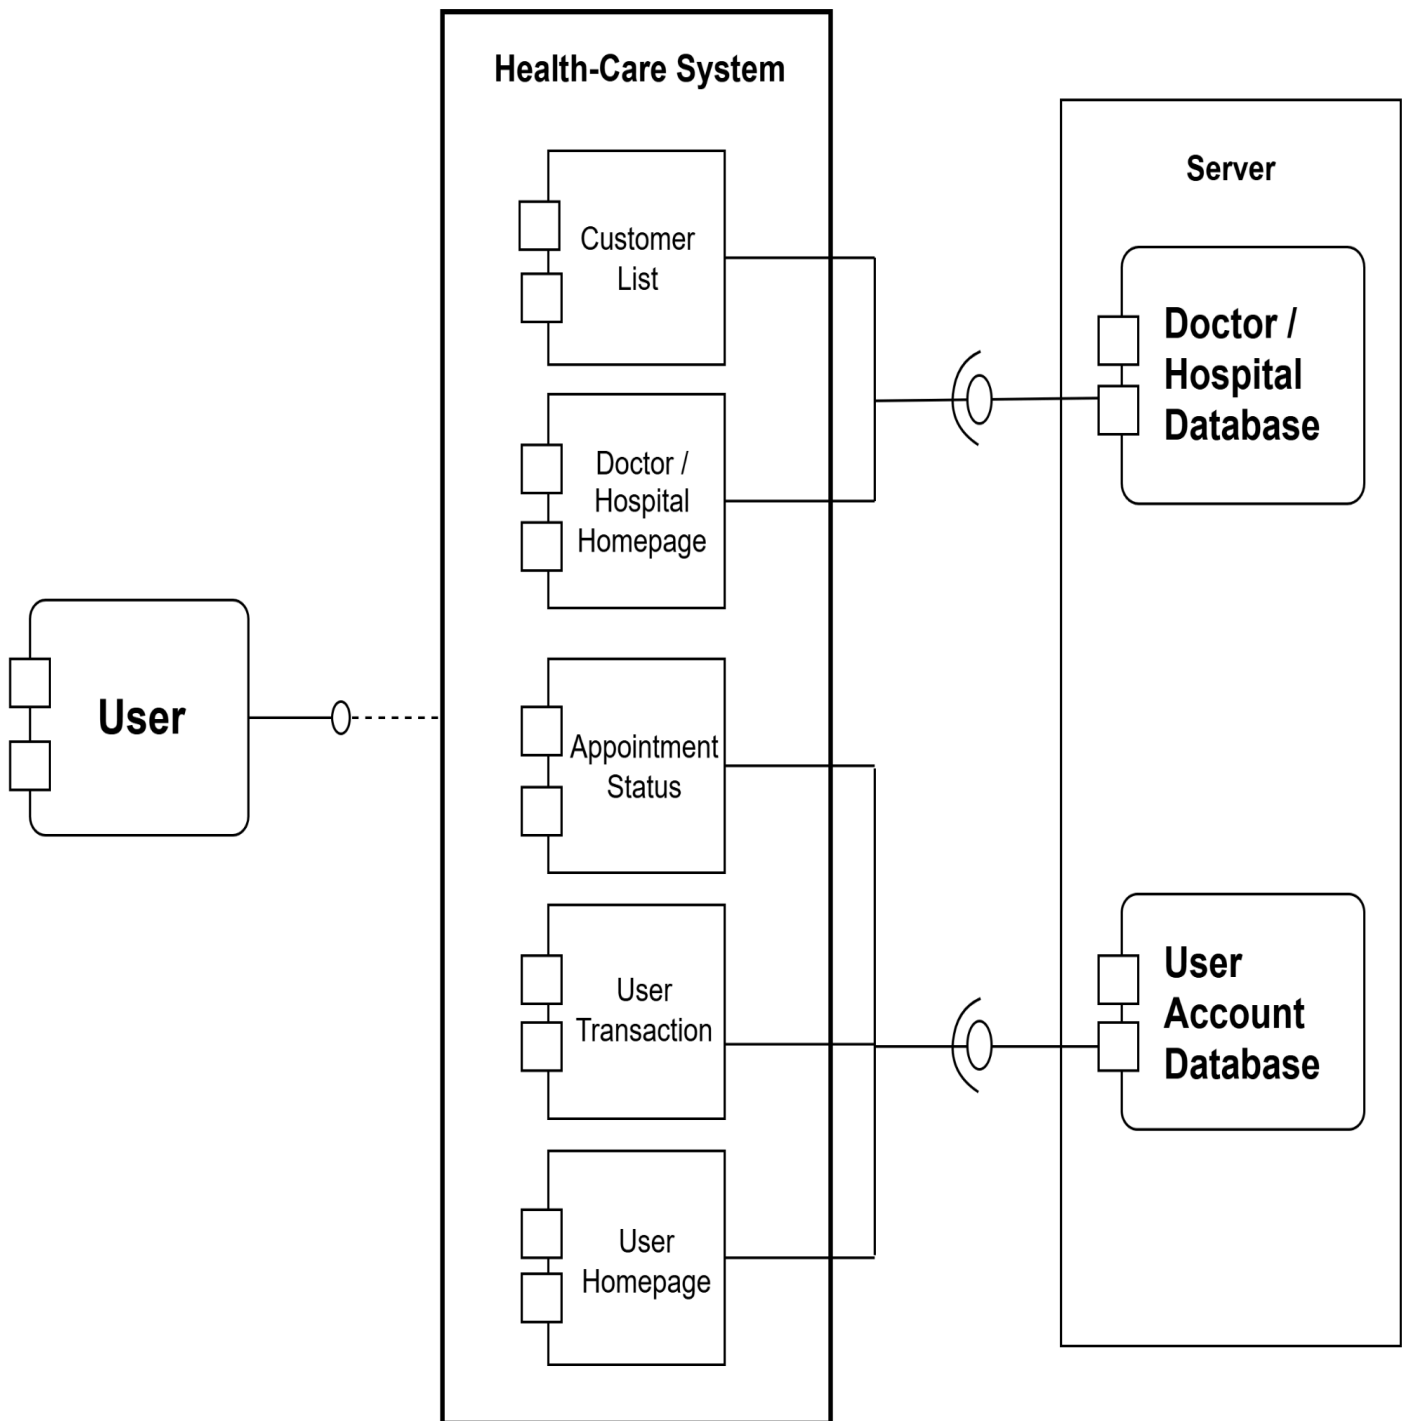 Health-Care System
Customer
List
Doctor /
Hospital
Homepage
Appointment
Status
User
Transaction
User
Homepage
User
Server
Doctor /
Hospital
Database
User
Account
Database